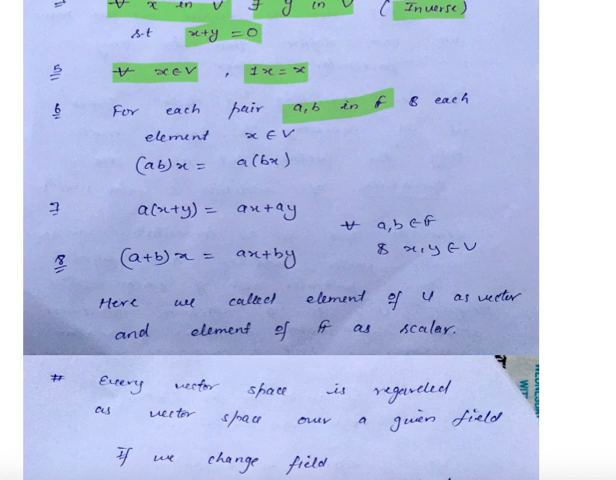 ∀ x in V ∃ y in V (Inverse)
s.t x+y = 0
5 ∀ x∈V , 1x = x
6 For each pair a,b in F & each
element x ∈ V
(ab)x = a(bx)
7 a(x+y) = ax+ay
∀ a,b ∈ F
8 (a+b)x = ax+by & x,y ∈ V
Here we called element of V as vector
and element of F as scalar.
# Every vector space is regarded
as vector space over a given field
If we change field